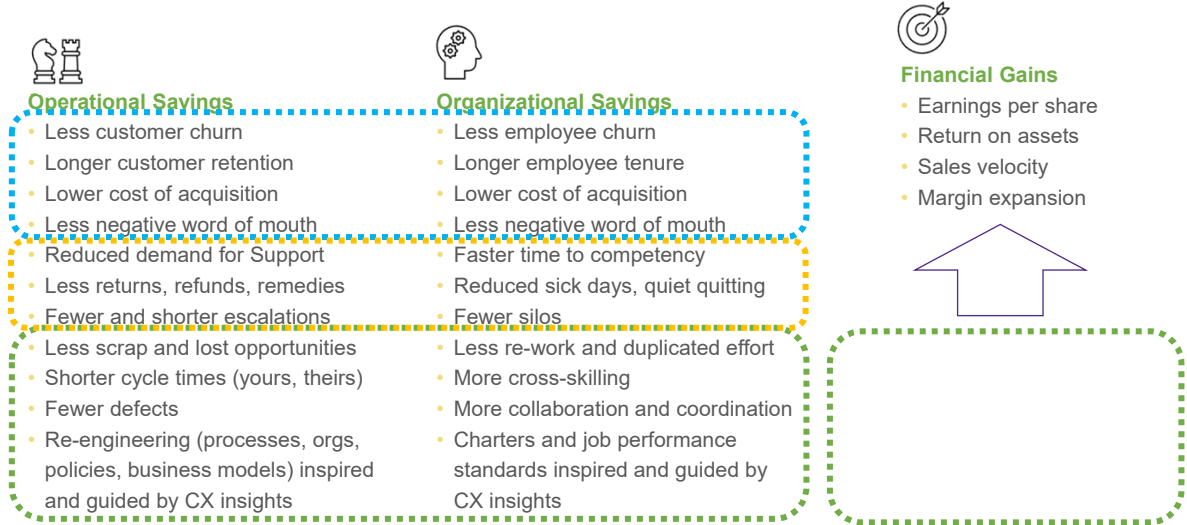 Operational Savings
Less customer churn
Longer customer retention
Lower cost of acquisition
Less negative word of mouth
Reduced demand for Support
Less returns, refunds, remedies
Fewer and shorter escalations
Less scrap and lost opportunities
Shorter cycle times (yours, theirs)
Fewer defects
Re-engineering (processes, orgs,
policies, business models) inspired
and guided by CX insights
Organizational Savings
Less employee churn
Longer employee tenure
Lower cost of acquisition
Less negative word of mouth
Faster time to competency
Reduced sick days, quiet quitting
Fewer silos
Less re-work and duplicated effort
More cross-skilling
More collaboration and coordination
Charters and job performance
standards inspired and guided by
CX insights
Financial Gains
Earnings per share
Return on assets
Sales velocity
Margin expansion